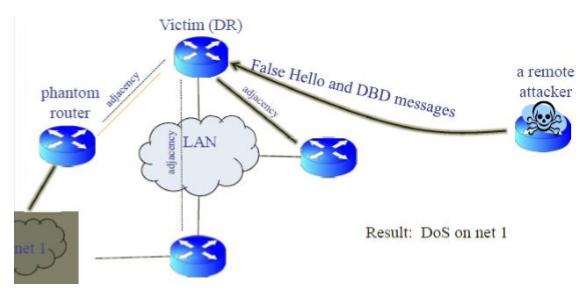 Victim (DR)
False Hello and DBD messages
a remote
attacker
phantom
router
adjacency
adjacency
adjacency
LAN
net 1
Result: DoS on net 1